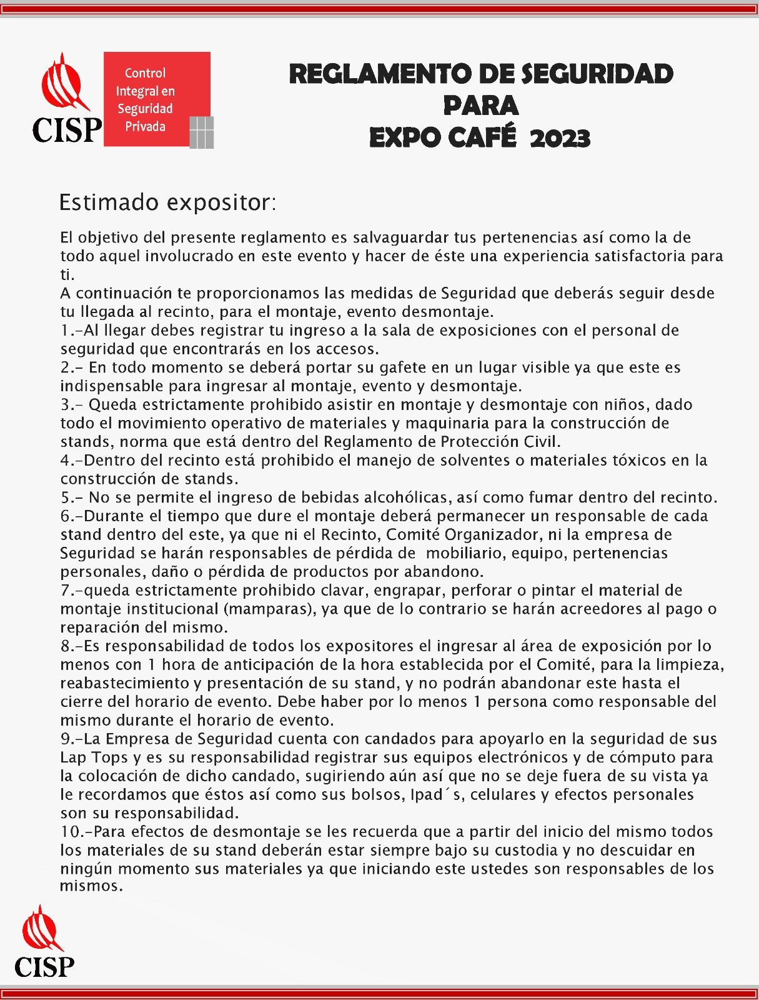 CISP
Control
Integral en
Seguridad
Privada
REGLAMENTO DE SEGURIDAD
PARA
EXPO CAFÉ  2023
Estimado expositor:
El objetivo del presente reglamento es salvaguardar tus pertenencias así como la de
todo aquel involucrado en este evento y hacer de éste una experiencia satisfactoria para
ti.
A continuación te proporcionamos las medidas de Seguridad que deberás seguir desde
tu llegada al recinto, para el montaje, evento desmontaje.
1.-Al llegar debes registrar tu ingreso a la sala de exposiciones con el personal de
seguridad que encontrarás en los accesos.
2.- En todo momento se deberá portar su gafete en un lugar visible ya que este es
indispensable para ingresar al montaje, evento y desmontaje.
3.- Queda estrictamente prohibido asistir en montaje y desmontaje con niños, dado
todo el movimiento operativo de materiales y maquinaria para la construcción de
stands, norma que está dentro del Reglamento de Protección Civil.
4.-Dentro del recinto está prohibido el manejo de solventes o materiales tóxicos en la
construcción de stands.
5.- No se permite el ingreso de bebidas alcohólicas, así como fumar dentro del recinto.
6.-Durante el tiempo que dure el montaje deberá permanecer un responsable de cada
stand dentro del este, ya que ni el Recinto, Comité Organizador, ni la empresa de
Seguridad se harán responsables de pérdida de  mobiliario, equipo, pertenencias
personales, daño o pérdida de productos por abandono.
7.-queda estrictamente prohibido clavar, engrapar, perforar o pintar el material de
montaje institucional (mamparas), ya que de lo contrario se harán acreedores al pago o
reparación del mismo.
8.-Es responsabilidad de todos los expositores el ingresar al área de exposición por lo
menos con 1 hora de anticipación de la hora establecida por el Comité, para la limpieza,
reabastecimiento y presentación de su stand, y no podrán abandonar este hasta el
cierre del horario de evento. Debe haber por lo menos 1 persona como responsable del
mismo durante el horario de evento.
9.-La Empresa de Seguridad cuenta con candados para apoyarlo en la seguridad de sus
Lap Tops y es su responsabilidad registrar sus equipos electrónicos y de cómputo para
la colocación de dicho candado, sugiriendo aún así que no se deje fuera de su vista ya
le recordamos que éstos así como sus bolsos, Ipad´s, celulares y efectos personales
son su responsabilidad.
10.-Para efectos de desmontaje se les recuerda que a partir del inicio del mismo todos
los materiales de su stand deberán estar siempre bajo su custodia y no descuidar en
ningún momento sus materiales ya que iniciando este ustedes son responsables de los
mismos.
CISP